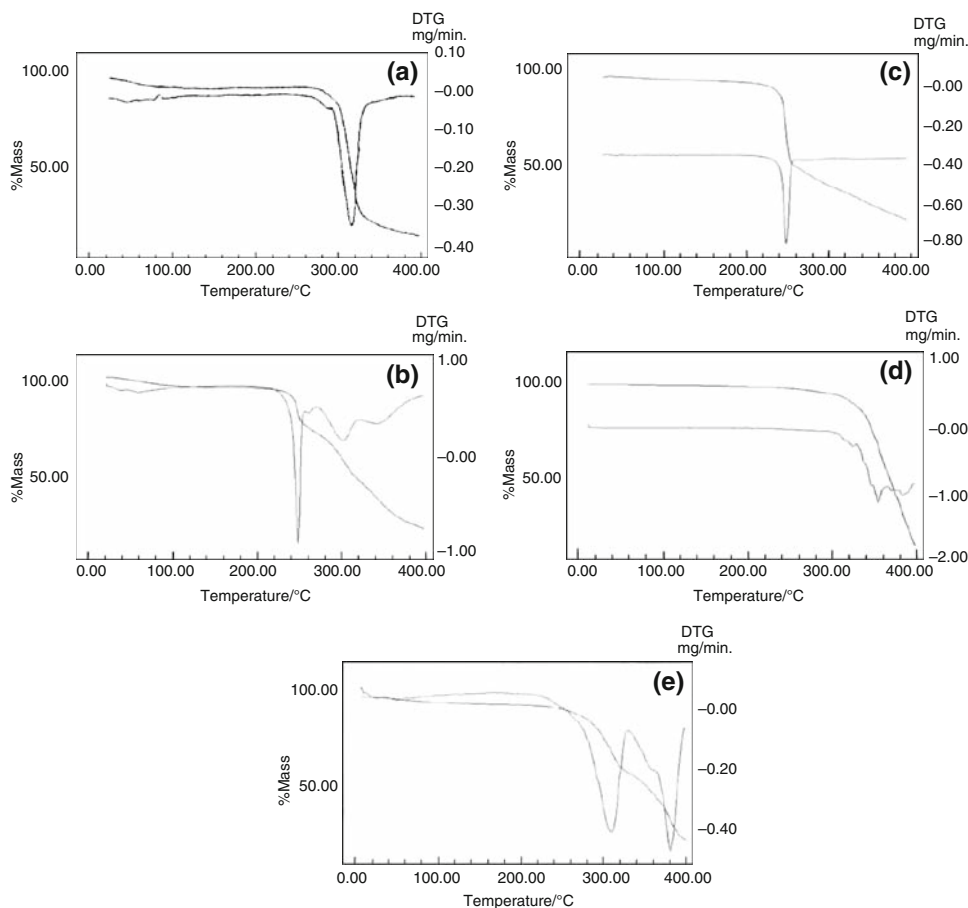 DTG
mg/min.
0.10
100.00
(a)
–0.00
–0.10
%Mass
50.00
–0.20
–0.30
–0.40
0.00 100.00 200.00 300.00 400.00
Temperature/°C
DTG
mg/min.
100.00
(c)
–0.00
–0.20
%Mass
50.00
–0.40
–0.60
–0.80
0.00 100.00 200.00 300.00 400.00
Temperature/°C
DTG
mg/min.
1.00
100.00
(b)
–0.00
%Mass
50.00
–1.00
0.00 100.00 200.00 300.00 400.00
Temperature/°C
DTG
mg/min.
1.00
100.00
(d)
–0.00
%Mass
50.00
–1.00
–2.00
0.00 100.00 200.00 300.00 400.00
Temperature/°C
DTG
mg/min.
100.00
(e)
–0.00
%Mass
50.00
–0.20
–0.40
0.00 100.00 200.00 300.00 400.00
Temperature/°C